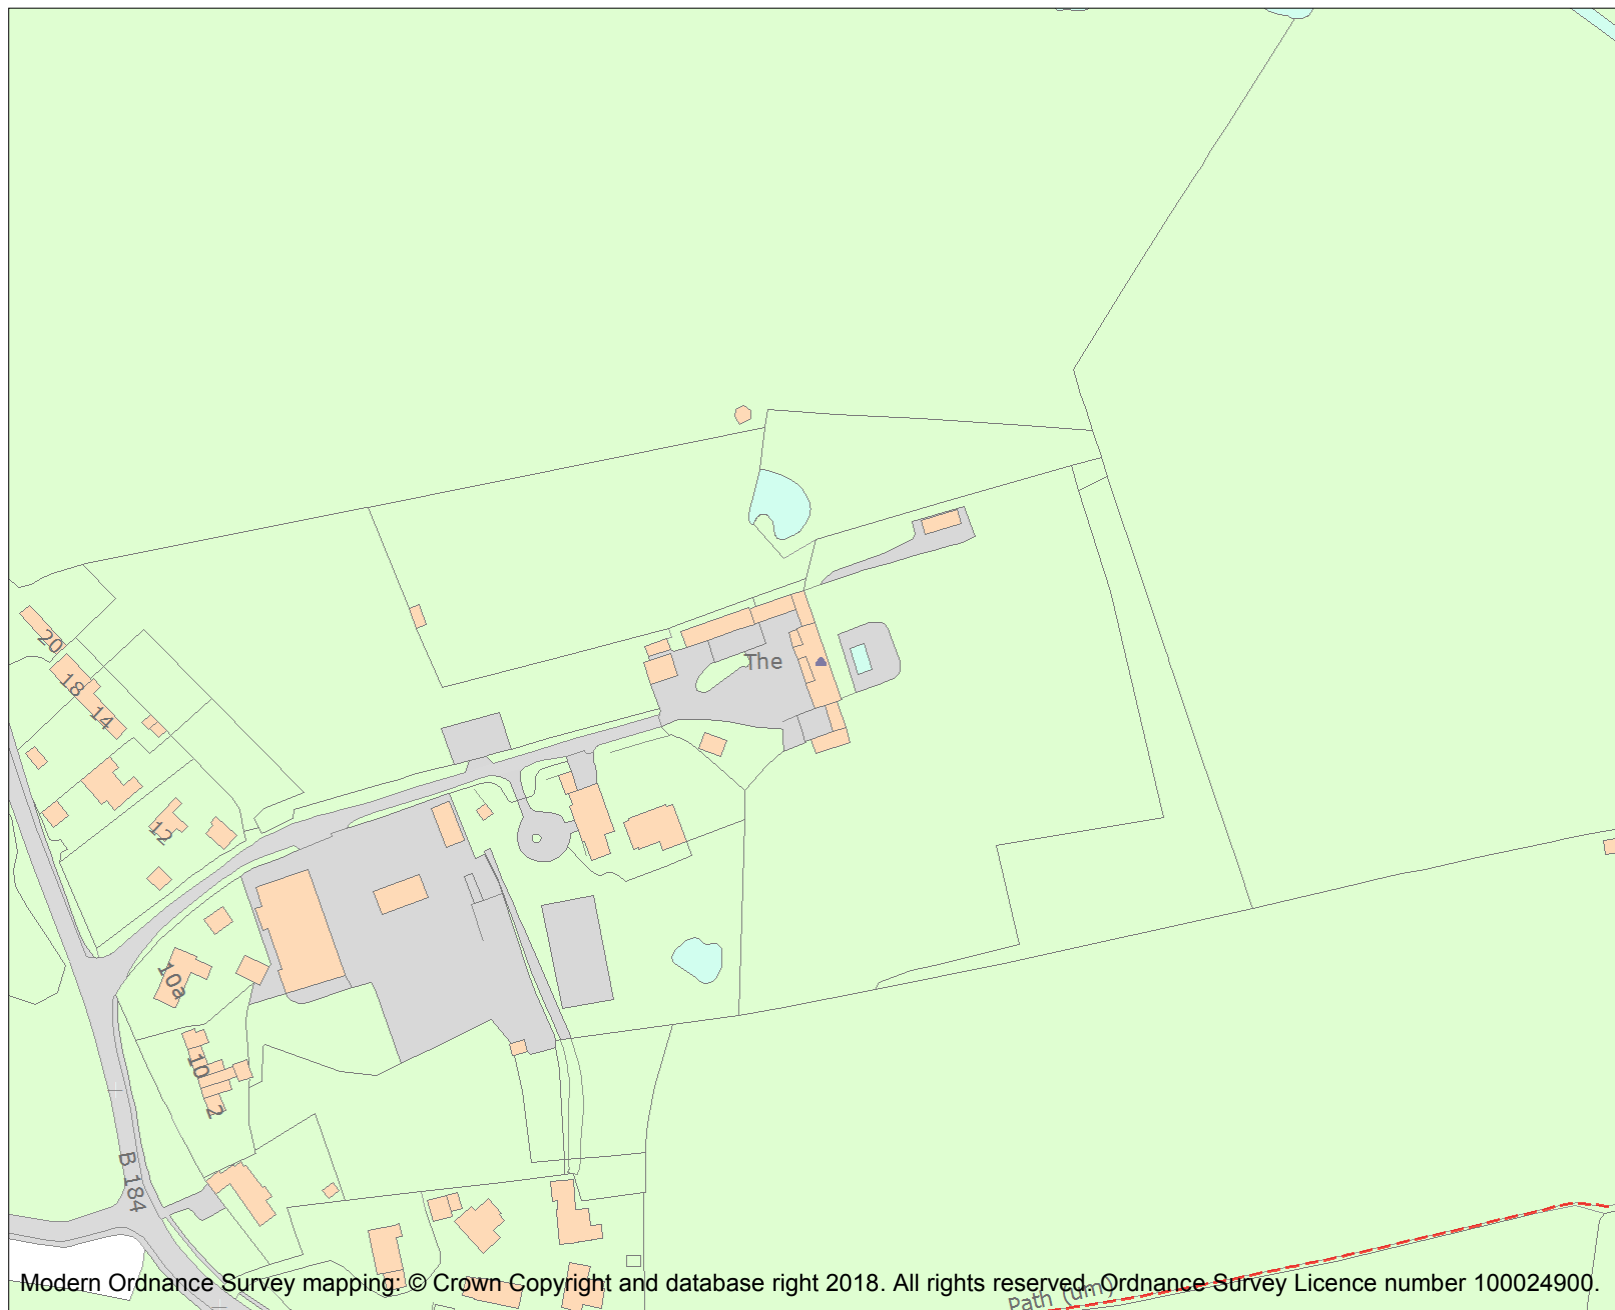 20
18
The
14
12
10a
10
2
B 184
Modern Ordnance Survey mapping: © Crown Copyright and database right 2018. All rights reserved. Ordnance Survey Licence number 100024900.
Path (um)